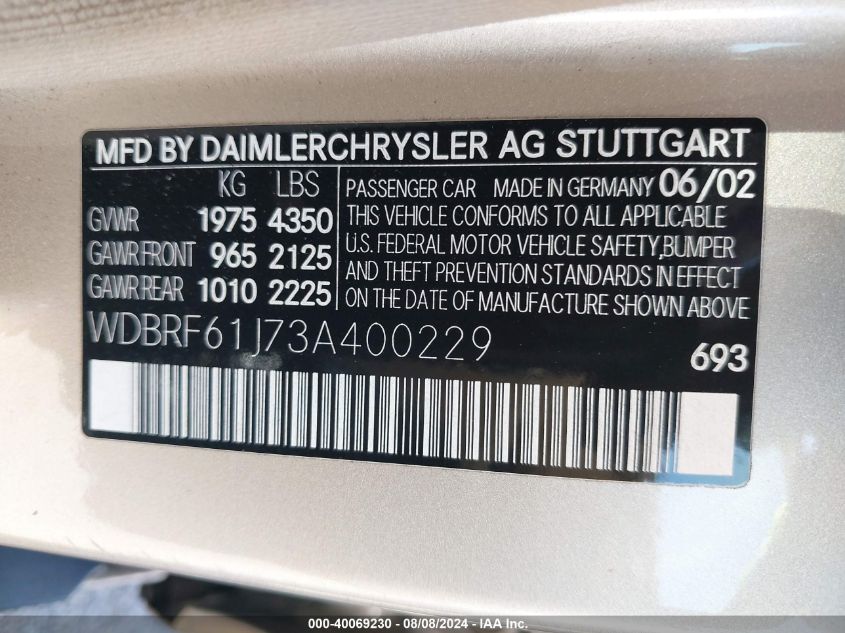 MFD BY DAIMLERCHRYSLER AG STUTTGART
KG LBS
GVWR 1975 4350
GAWR FRONT 965 2125
GAWR REAR 1010 2225
PASSENGER CAR MADE IN GERMANY 06/02
THIS VEHICLE CONFORMS TO ALL APPLICABLE
U.S. FEDERAL MOTOR VEHICLE SAFETY,BUMPER
AND THEFT PREVENTION STANDARDS IN EFFECT
ON THE DATE OF MANUFACTURE SHOWN ABOVE
WDBRF61J73A400229
693
000-40069230 - 08/08/2024 - IAA Inc.